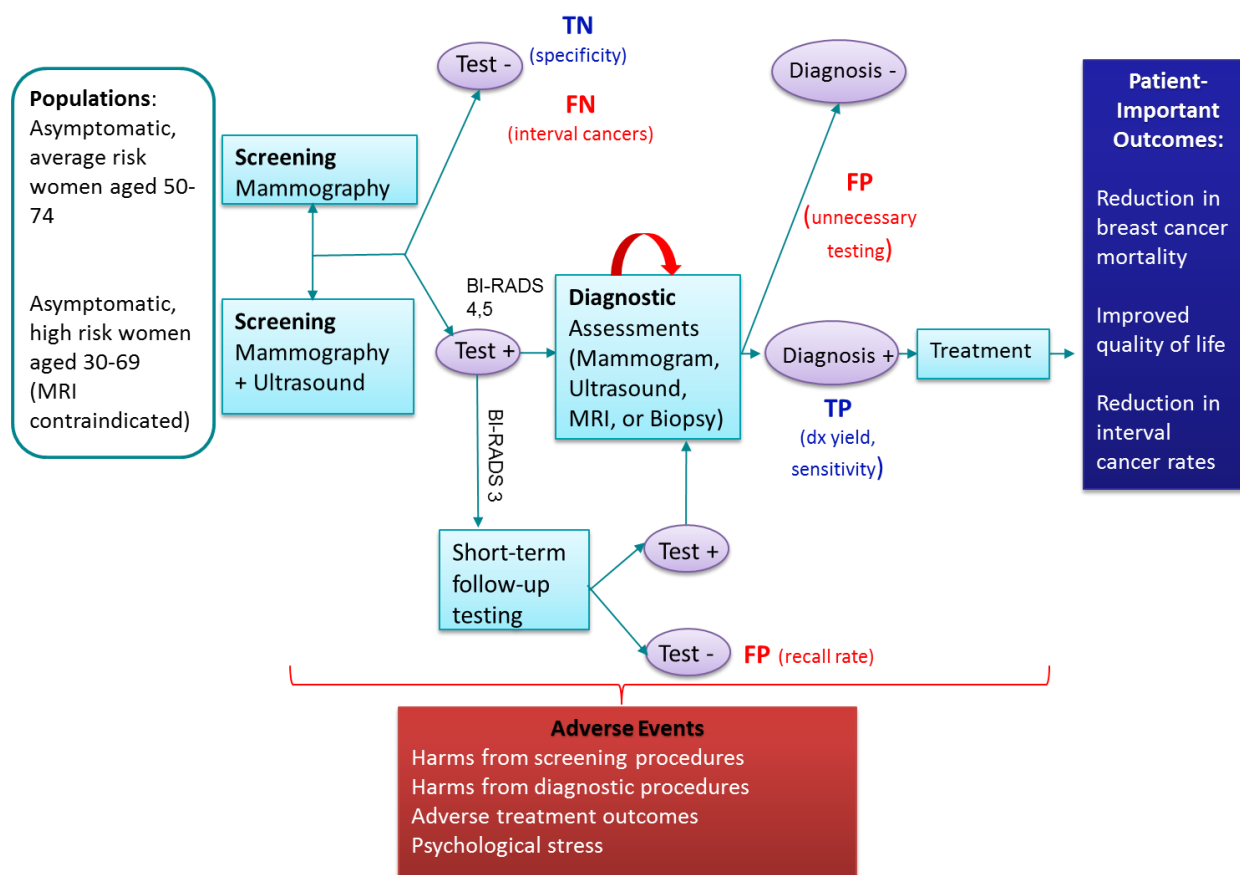 Populations:
Asymptomatic,
average risk
women aged 50-
74
Asymptomatic,
high risk women
aged 30-69
(MRI
contraindicated)
Screening
Mammography
Screening
Mammography
+ Ultrasound
Test -
TN
(specificity)
FN
(interval cancers)
BI-RADS
4,5
Test +
BI-RADS 3
Short-term
follow-up
testing
Diagnostic
Assessments
(Mammogram,
Ultrasound,
MRI, or Biopsy)
Test +
Test -
FP (recall rate)
Diagnosis -
FP
(unnecessary
testing)
Diagnosis +
TP
(dx yield,
sensitivity)
Treatment
Patient-
Important
Outcomes:
Reduction in
breast cancer
mortality
Improved
quality of life
Reduction in
interval
cancer rates
Adverse Events
Harms from screening procedures
Harms from diagnostic procedures
Adverse treatment outcomes
Psychological stress